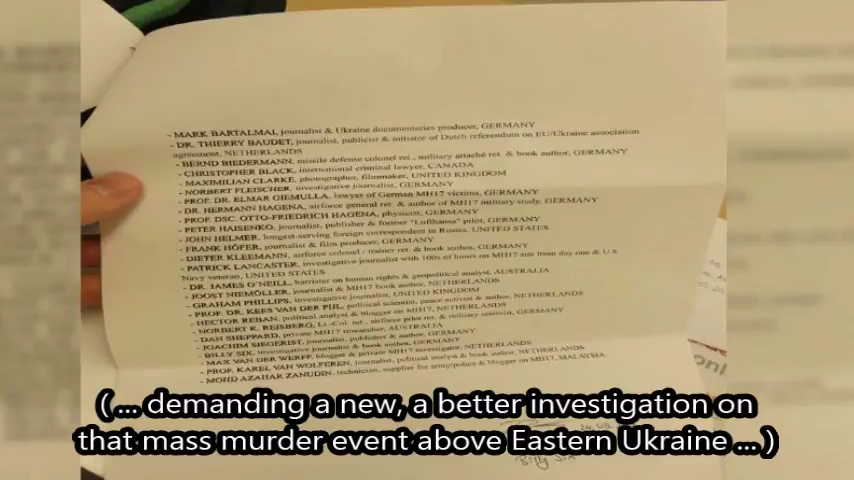 - MARK BARTALMAI, journalist & Ukraine documentaries producer, GERMANY
- DR. THIERRY BAUDET, journalist, publicist & initiator of Dutch referendum on EU/Ukraine association
agreement, NETHERLANDS
- BERND BIEDERMANN, missile defense colonel ret., military attaché ret. & book author, GERMANY
- CHRISTOPHER BLACK, international criminal lawyer, CANADA
- MAXIMILIAN CLARKE, photographer, filmmaker, UNITED KINGDOM
- NORBERT FLEISCHER, investigative journalist, GERMANY
- PROF. DR. ELMAR GIEMULLA, lawyer of German MH17 victims, GERMANY
- DR. HERMANN HAGENA, airforce general ret. & author of MH17 military study, GERMANY
- PROF. DSC. OTTO-FRIEDRICH HAGENA, physicist, GERMANY
- PETER HAISENKO, journalist, publisher & former "Lufthansa" pilot, GERMANY
- JOHN HELMER, longest-serving foreign correspondent in Russia, UNITED STATES
- FRANK HÖFER, journalist & film producer, GERMANY
- DIETER KLEEMANN, airforce colonel / trainer ret. & book author, GERMANY
- PATRICK LANCASTER, investigative journalist with 100s of hours on MH17 site from day one & U.S.
Navy veteran, UNITED STATES
- DR. JAMES O'NEILL, barrister on human rights & geopolitical analyst, AUSTRALIA
- JOOST NIEMÖLLER, journalist & MH17 book author, NETHERLANDS
- GRAHAM PHILLIPS, investigative journalist, UNITED KINGDOM
- PROF. DR. KEES VAN DER PIJL, political scientist, peace activist & author, NETHERLANDS
- HECTOR REBAN, political analyst & blogger on MH17, NETHERLANDS
- NORBERT K. REISBERG, Lt.-Col. ret., airforce pilot ret. & military scientist, GERMANY
- DAN SHEPPARD, private MH17 researcher, AUSTRALIA
- JOACHIM SIEGERIST, journalist, publisher & author, GERMANY
- BILLY SIX, investigative journalist & book author, GERMANY
- MAX VAN DER WERFF, blogger & private MH17 investigator, NETHERLANDS
- PROF. KAREL VAN WOLFEREN, journalist, political analyst & book author, NETHERLANDS
- MOHD AZAHAR ZANUDIN, technician, supplier for army/police & blogger on MH17, MALAYSIA
( ... demanding a new, a better investigation on
that mass murder event above Eastern Ukraine ... )